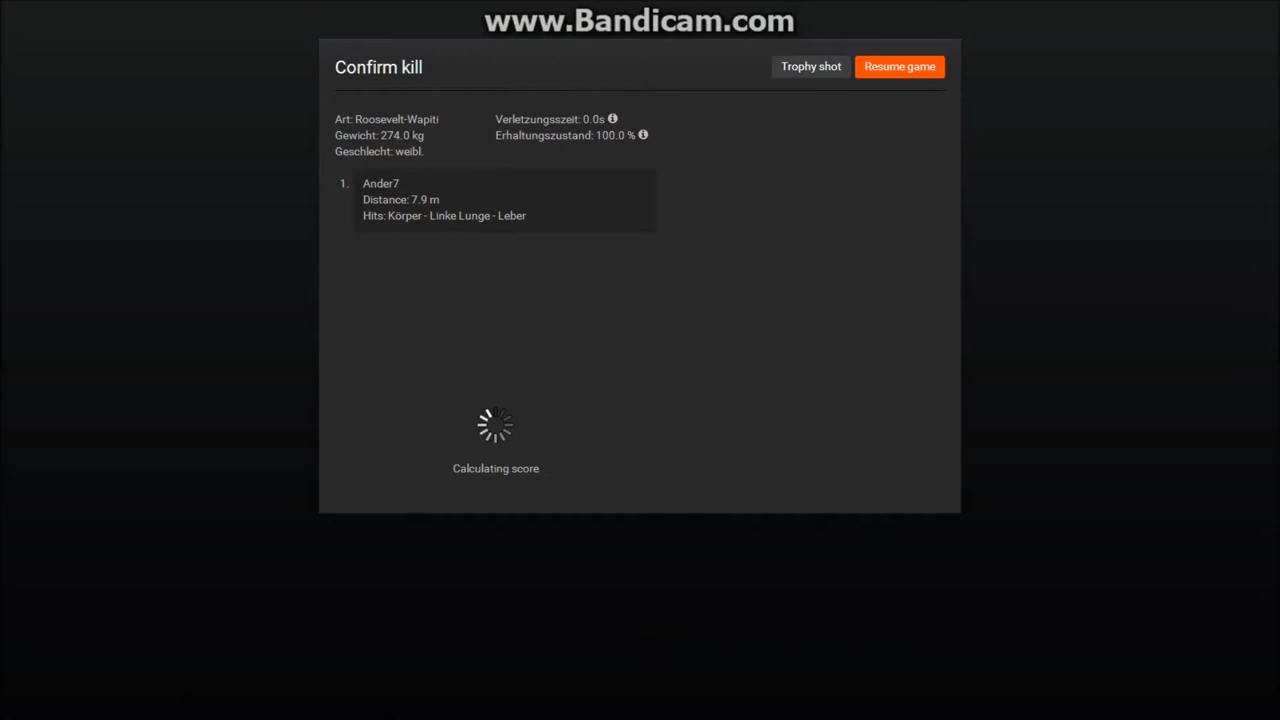 www.Bandicam.com
Confirm kill
Trophy shot
Resume game
Art: Roosevelt-Wapiti
Gewicht: 274.0 kg
Geschlecht: weibl.
Verletzungszeit: 0.0s
Erhaltungszustand: 100.0 %
1.
Ander7
Distance: 7.9 m
Hits: Körper - Linke Lunge - Leber
Calculating score